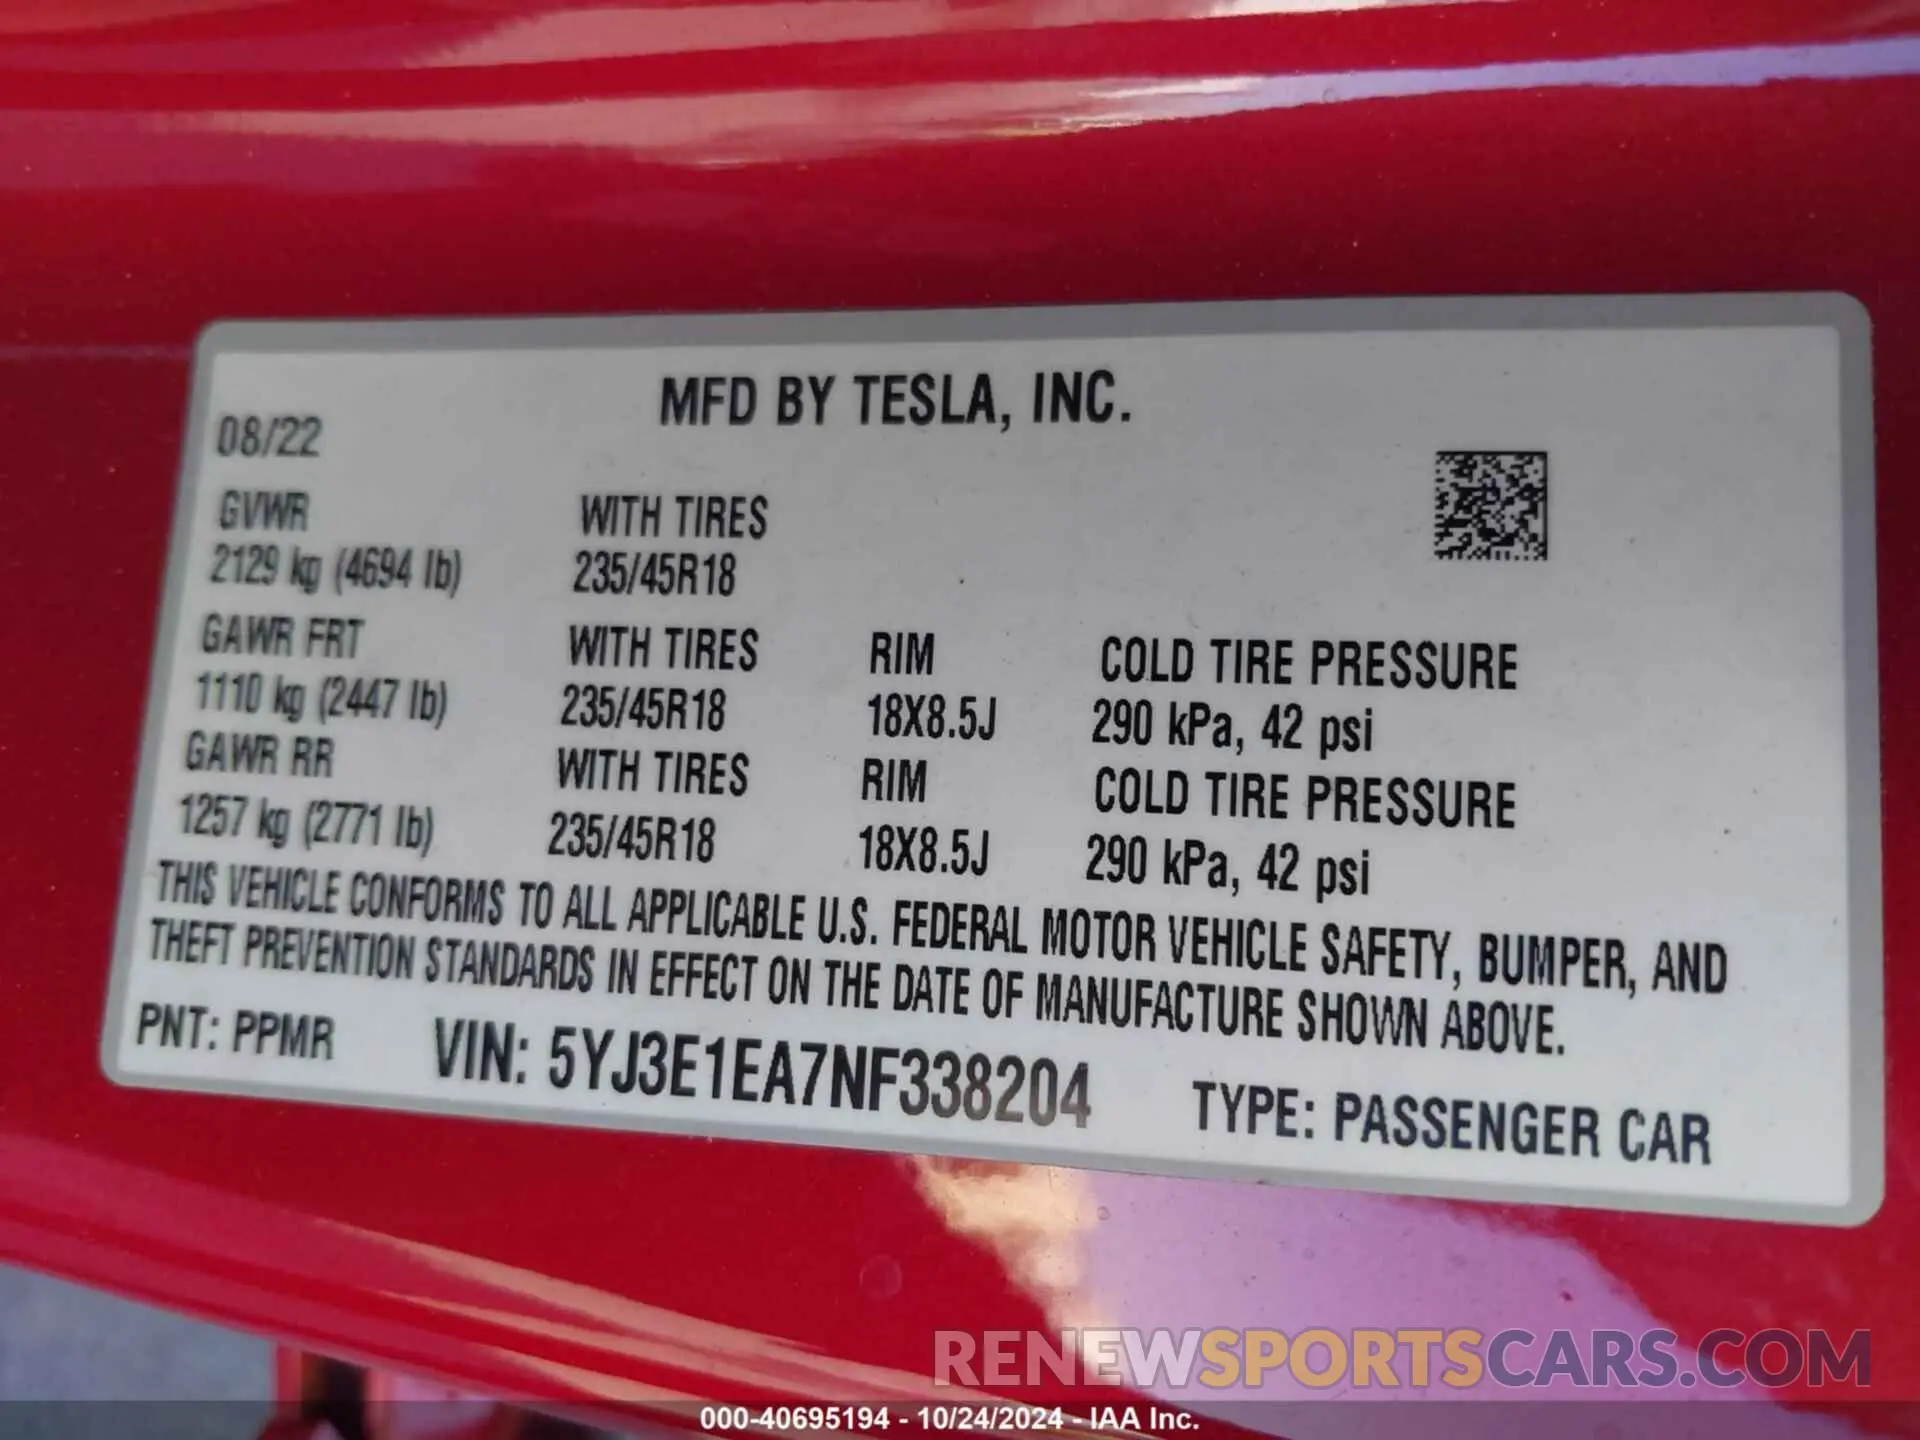 MFD BY TESLA, INC.
08/22
GVWR WITH TIRES
2129 kg (4694 lb) 235/45R18
GAWR FRT WITH TIRES RIM COLD TIRE PRESSURE
1110 kg (2447 lb) 235/45R18 18X8.5J 290 kPa, 42 psi
GAWR RR WITH TIRES RIM COLD TIRE PRESSURE
1257 kg (2771 lb) 235/45R18 18X8.5J 290 kPa, 42 psi
THIS VEHICLE CONFORMS TO ALL APPLICABLE U.S. FEDERAL MOTOR VEHICLE SAFETY, BUMPER, AND
THEFT PREVENTION STANDARDS IN EFFECT ON THE DATE OF MANUFACTURE SHOWN ABOVE.
PNT: PPMR VIN: 5YJ3E1EA7NF338204 TYPE: PASSENGER CAR
RENEWSPORTSCARS.COM
000-40695194 - 10/24/2024 - IAA Inc.